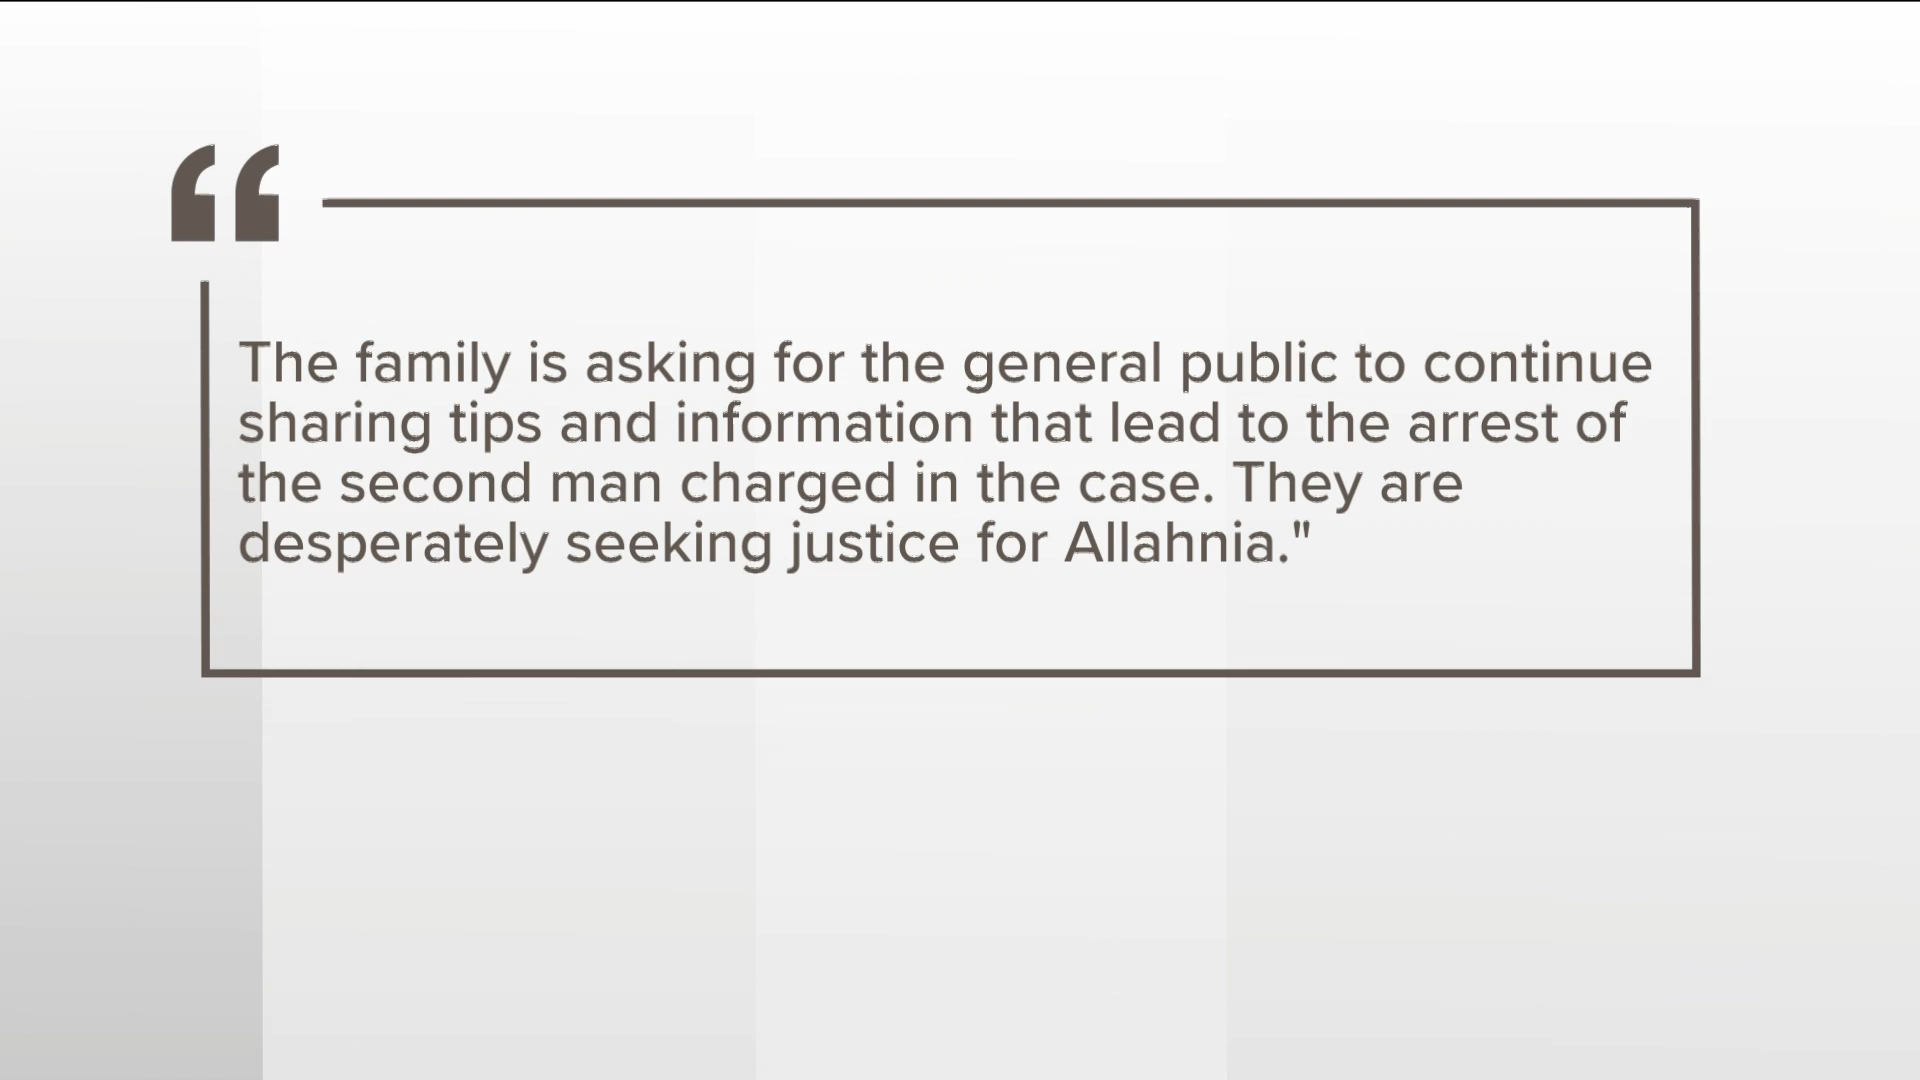 “
The family is asking for the general public to continue
sharing tips and information that lead to the arrest of
the second man charged in the case. They are
desperately seeking justice for Allahnia."